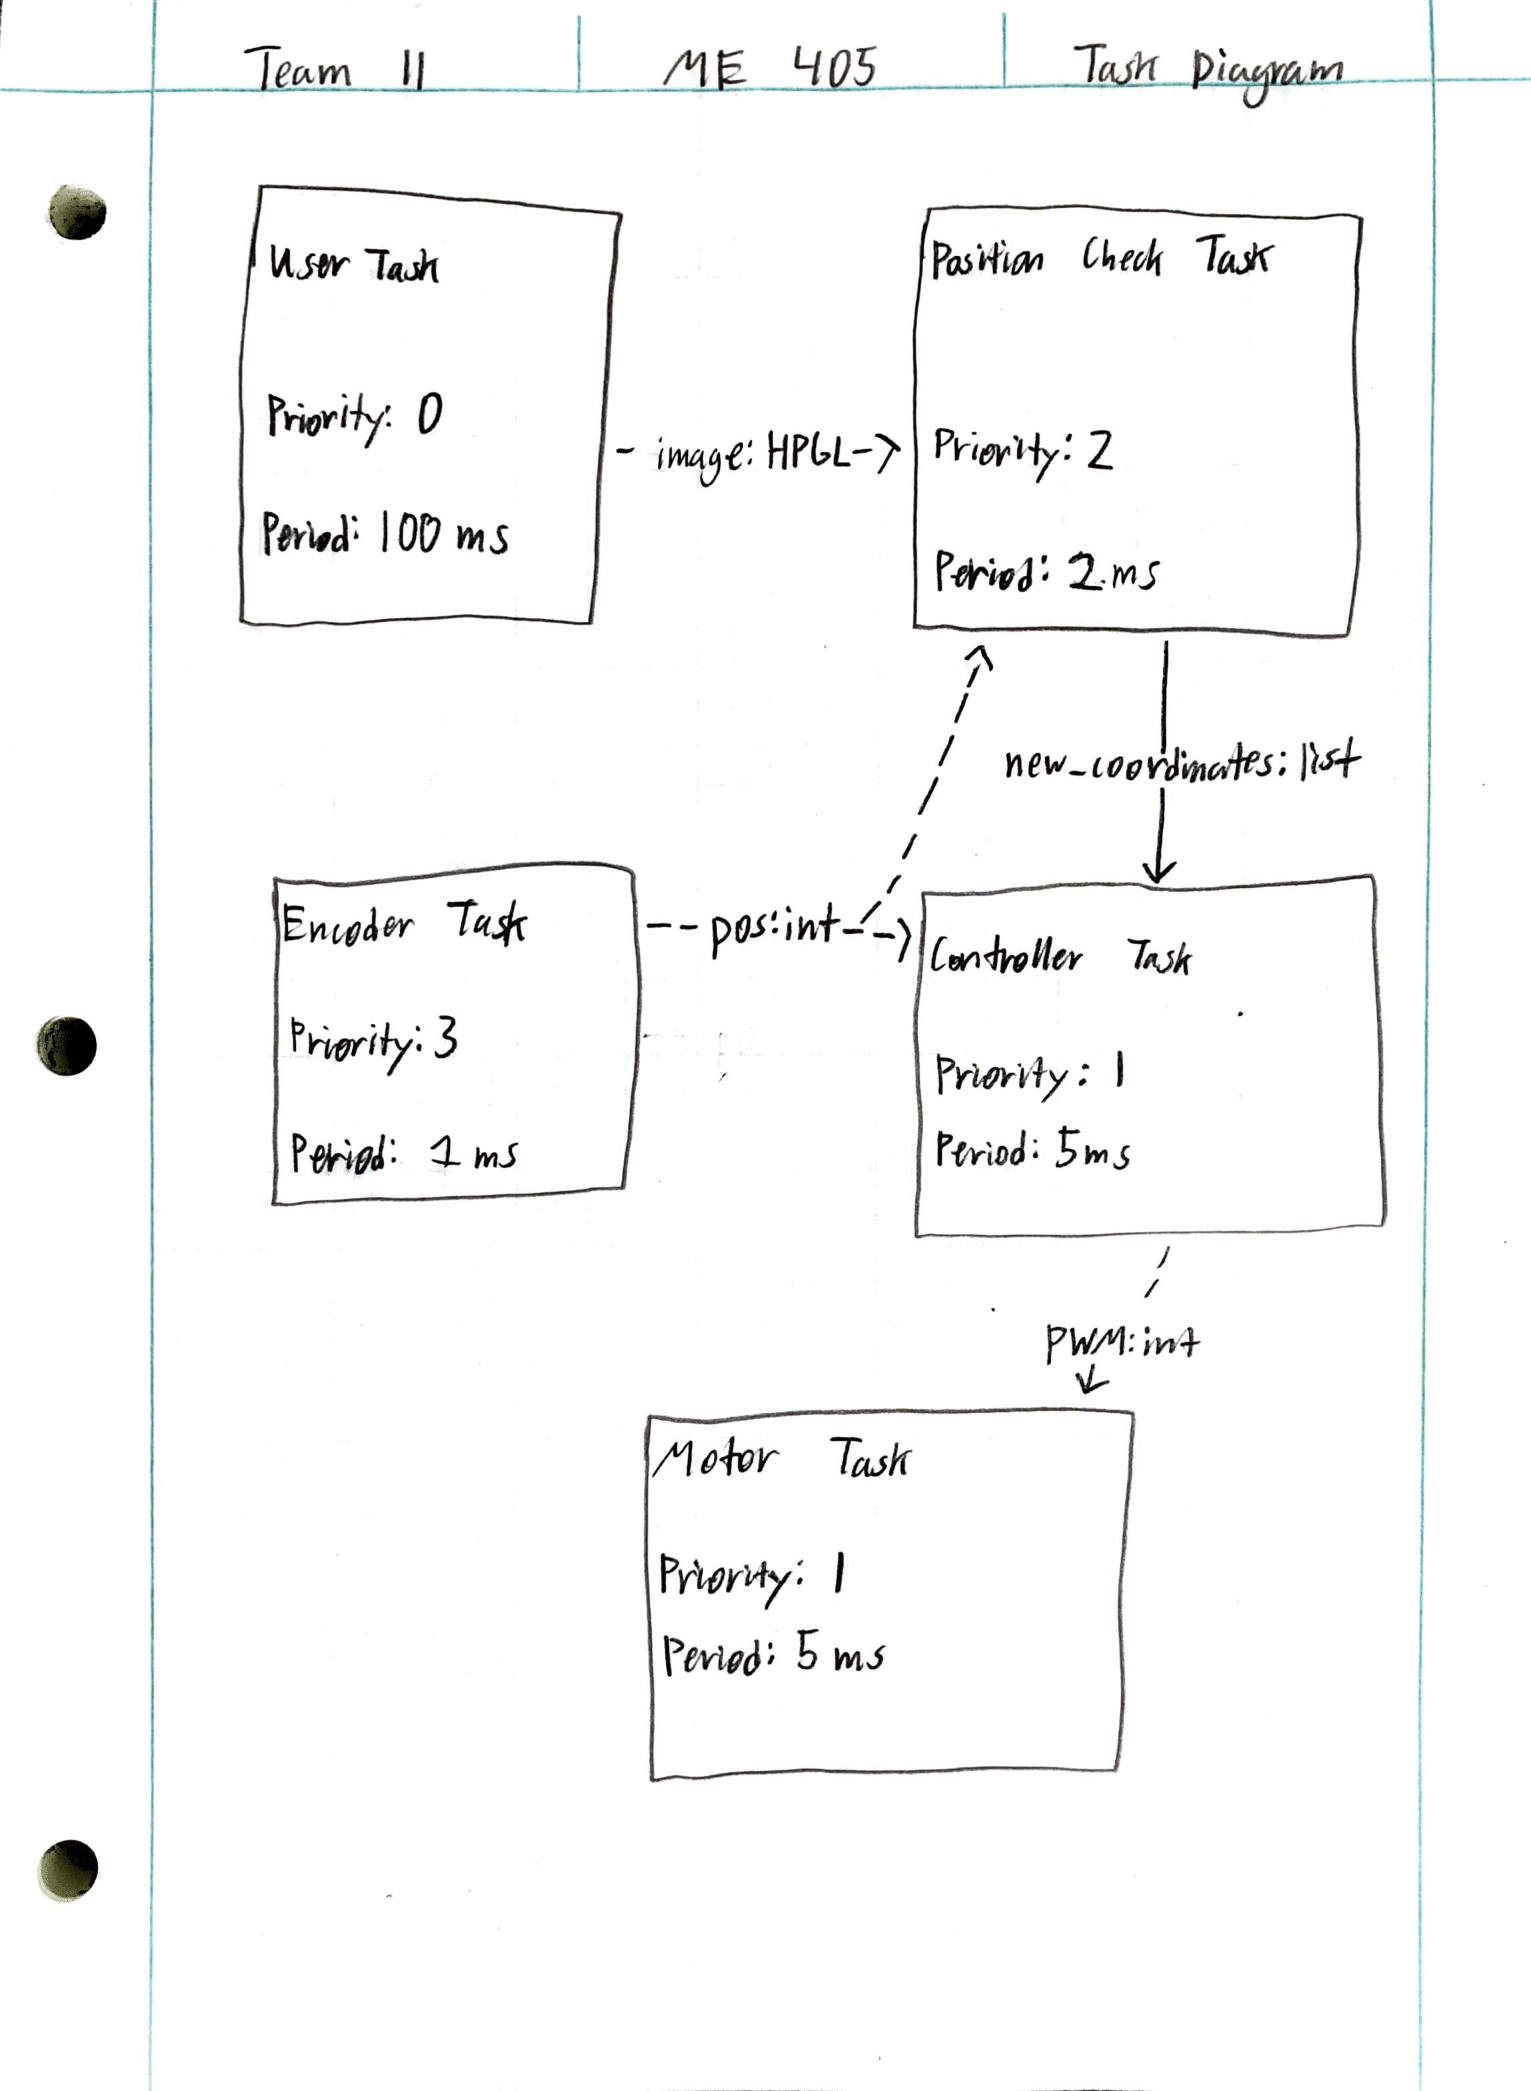 Team 11
ME 405
Task Diagram
User Task
Priority: 0
Period: 100 ms
- image: HPGL ->
Position Check Task
Priority: 2
Period: 2 ms
new_coordinates: list
Encoder Task
Priority: 3
Period: 1 ms
pos: int
Controller Task
Priority: 1
Period: 5 ms
PWM: int
Motor Task
Priority: 1
Period: 5 ms